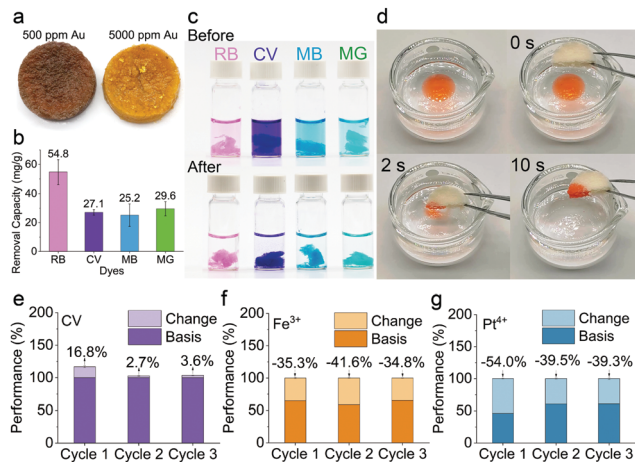 a
500 ppm Au
5000 ppm Au
b
Removal Capacity (mg/g)
60
40
20
0
54.8
27.1
25.2
29.6
RB
CV
MB
MG
Dyes
c
Before
RB
CV
MB
MG
After
d
0 s
2 s
10 s
e
CV
Change
Basis
Performance (%)
200
150
100
50
0
16.8%
2.7%
3.6%
Cycle 1
Cycle 2
Cycle 3
f
Fe³⁺
Change
Basis
Performance (%)
200
150
100
50
0
-35.3%
-41.6%
-34.8%
Cycle 1
Cycle 2
Cycle 3
g
Pt⁴⁺
Change
Basis
Performance (%)
200
150
100
50
0
-54.0%
-39.5%
-39.3%
Cycle 1
Cycle 2
Cycle 3